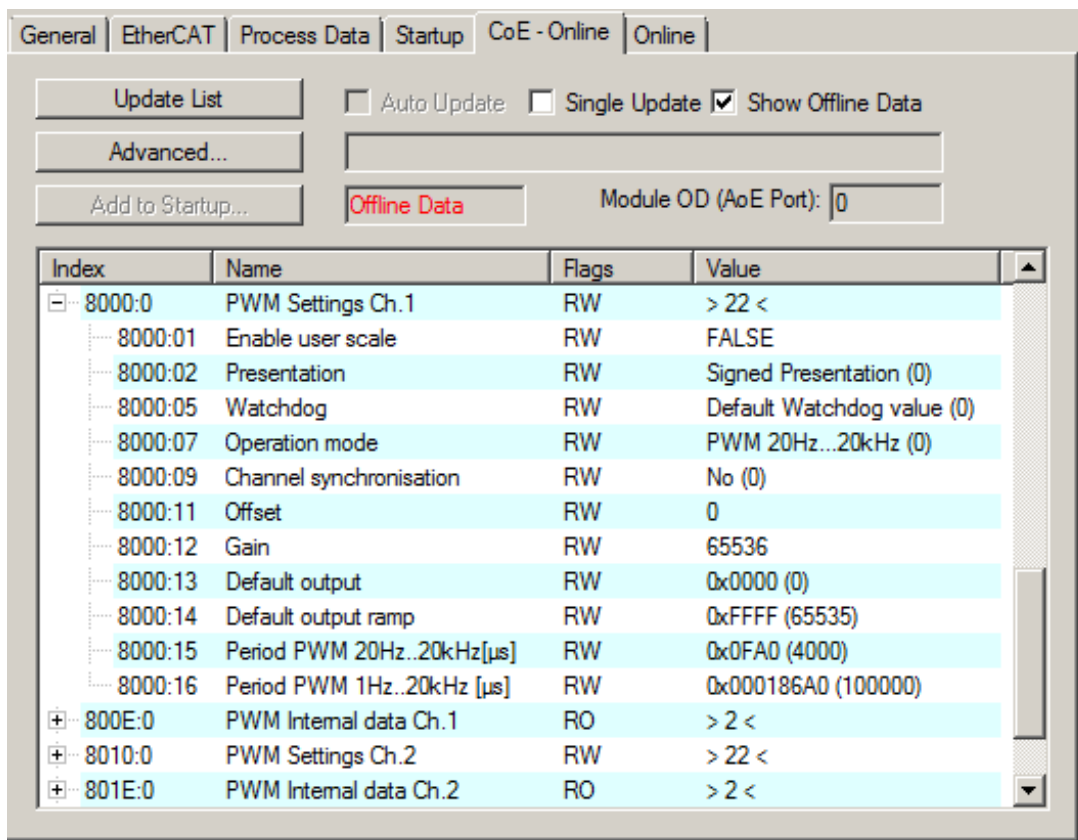 General EtherCAT Process Data Startup CoE - Online Online
Update List Auto Update Single Update Show Offline Data
Advanced...
Add to Startup... Offline Data Module OD (AoE Port): 0
Index Name Flags Value
8000:0 PWM Settings Ch.1 RW > 22 <
8000:01 Enable user scale RW FALSE
8000:02 Presentation RW Signed Presentation (0)
8000:05 Watchdog RW Default Watchdog value (0)
8000:07 Operation mode RW PWM 20Hz...20kHz (0)
8000:09 Channel synchronisation RW No (0)
8000:11 Offset RW 0
8000:12 Gain RW 65536
8000:13 Default output RW 0x0000 (0)
8000:14 Default output ramp RW 0xFFFF (65535)
8000:15 Period PWM 20Hz..20kHz[µs] RW 0x0FA0 (4000)
8000:16 Period PWM 1Hz..20kHz [µs] RW 0x000186A0 (100000)
800E:0 PWM Internal data Ch.1 RO > 2 <
8010:0 PWM Settings Ch.2 RW > 22 <
801E:0 PWM Internal data Ch.2 RO > 2 <